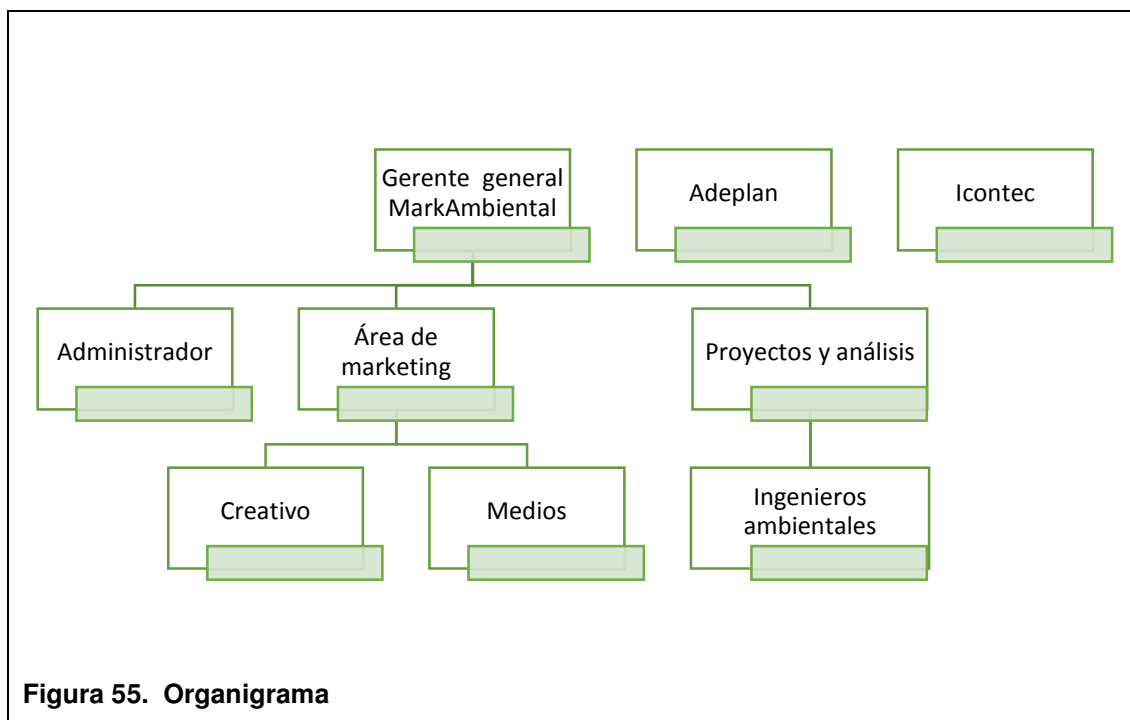 Gerente general
MarkAmbiental
Adeplan
Icontec
Administrador
Área de
marketing
Proyectos y análisis
Creativo
Medios
Ingenieros
ambientales
Figura 55. Organigrama